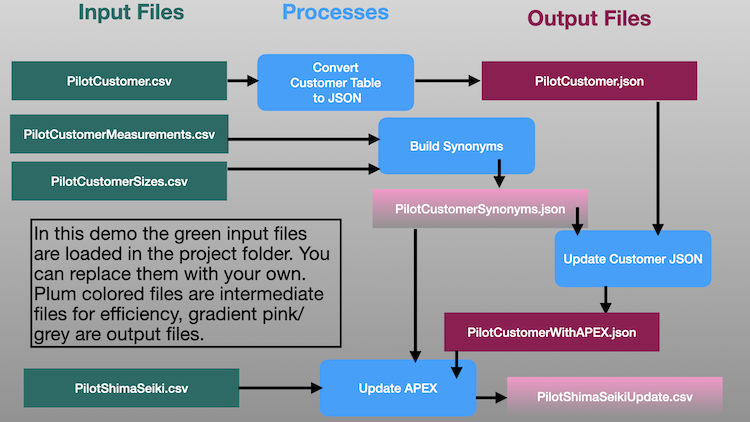 Input Files
Processes
Output Files
PilotCustomer.csv
Convert
Customer Table
to JSON
PilotCustomer.json
PilotCustomerMeasurements.csv
Build Synonyms
PilotCustomerSizes.csv
PilotCustomerSynonyms.json
In this demo the green input files
are loaded in the project folder. You
can replace them with your own.
Plum colored files are intermediate
files for efficiency, gradient pink/
grey are output files.
Update Customer JSON
PilotCustomerWithAPEX.json
PilotShimaSeiki.csv
Update APEX
PilotShimaSeikiUpdate.csv